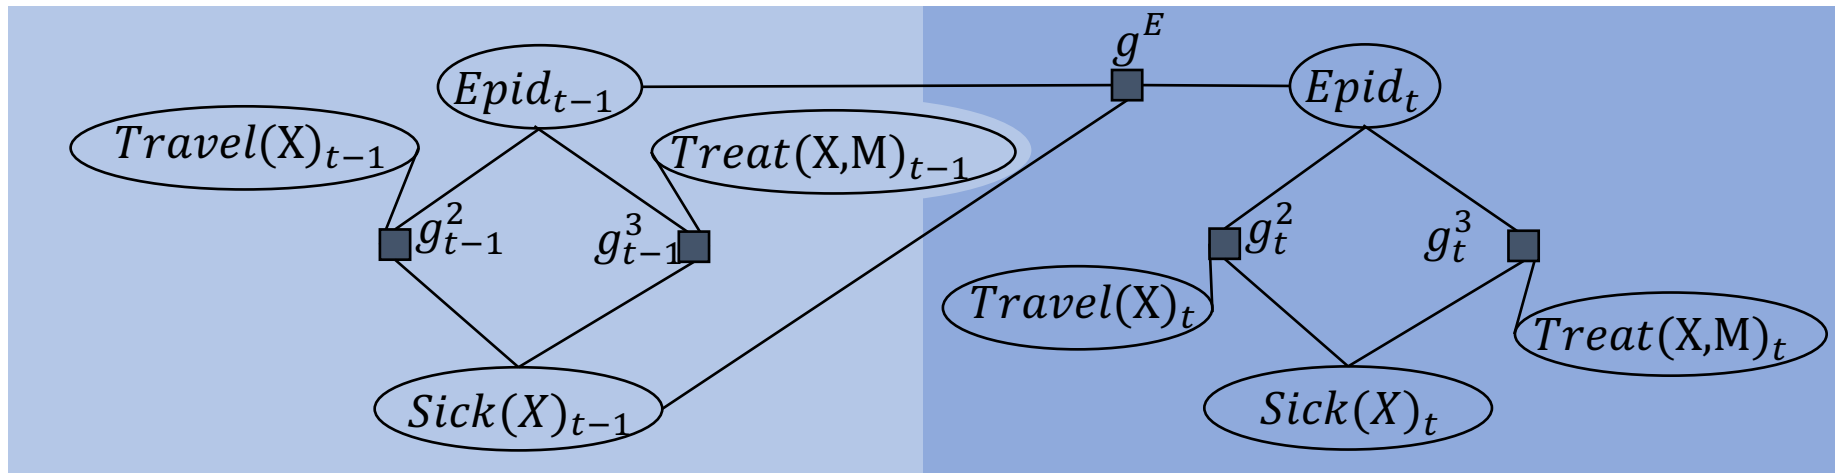 g^E
Epid_{t−1}
Epid_t
Travel(X)_{t−1}
Treat(X,M)_{t−1}
g^2_{t−1}
g^3_{t−1}
g^2_t
g^3_t
Travel(X)_t
Treat(X,M)_t
Sick(X)_{t−1}
Sick(X)_t